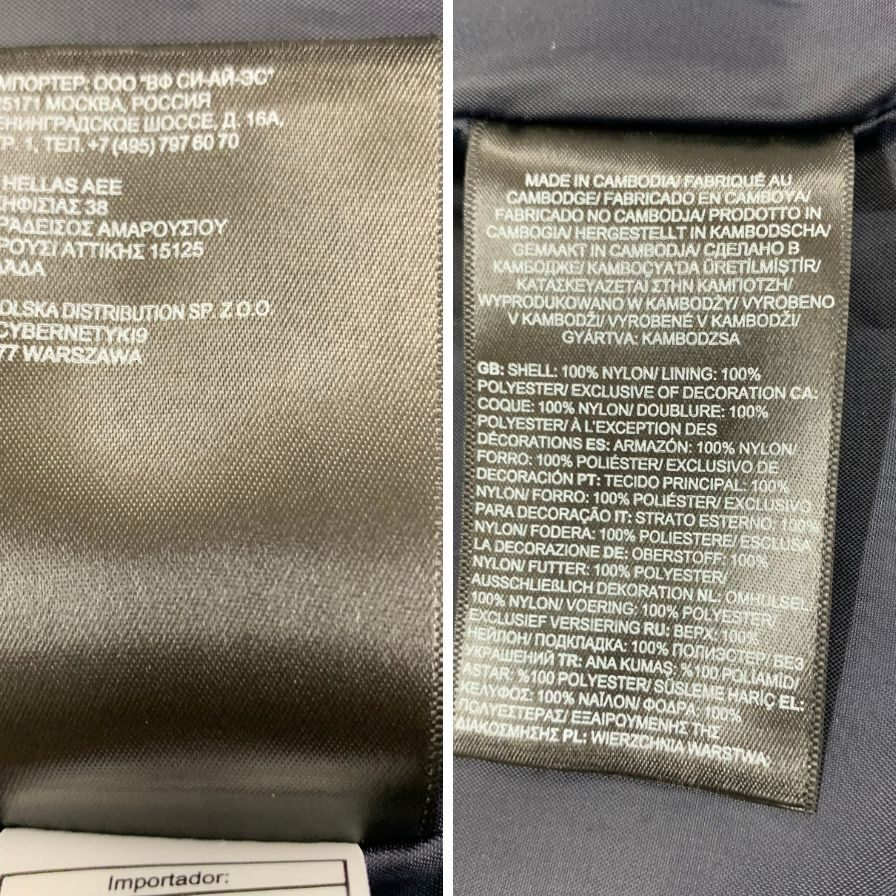 МПОРТЕР: ООО "ВФ СИ-АЙ-ЭС"
25171 МОСКВА, РОССИЯ
ЕНИНГРАДСКОЕ ШОССЕ, Д. 16А,
ТР. 1, ТЕЛ. +7 (495) 797 60 70
HELLAS AEE
ΗΦΙΣΙΑΣ 38
ΑΡΑΔΕΙΣΟΣ ΑΜΑΡΟΥΣΙΟΥ
ΑΡΟΥΣΙ ΑΤΤΙΚΗΣ 15125
ΛΑΔΑ
OLSKA DISTRIBUTION SP. Z O.O.
CYBERNETYKI9
77 WARSZAWA
Importador:
MADE IN CAMBODIA/ FABRIQUÉ AU
CAMBODGE/ FABRICADO EN CAMBOYA/
FABRICADO NO CAMBODJA/ PRODOTTO IN
CAMBOGIA/ HERGESTELLT IN KAMBODSCHA/
GEMAAKT IN CAMBODJA/ СДЕЛАНО В
КАМБОДЖЕ/ KAMBOÇYA'DA ÜRETİLMİŞTİR/
ΚΑΤΑΣΚΕΥΑΖΕΤΑΙ ΣΤΗΝ ΚΑΜΠΟΤΖΗ/
WYPRODUKOWANO W KAMBODŻY/ VYROBENO
V KAMBODŽI/ VYROBENÉ V KAMBODŽI/
GYÁRTVA: KAMBODZSA
GB: SHELL: 100% NYLON/ LINING: 100%
POLYESTER/ EXCLUSIVE OF DECORATION CA:
COQUE: 100% NYLON/ DOUBLURE: 100%
POLYESTER/ À L'EXCEPTION DES
DÉCORATIONS ES: ARMAZÓN: 100% NYLON/
FORRO: 100% POLIÉSTER/ EXCLUSIVO DE
DECORACIÓN PT: TECIDO PRINCIPAL: 100%
NYLON/ FORRO: 100% POLIÉSTER/ EXCLUSIVO
PARA DECORAÇÃO IT: STRATO ESTERNO: 100%
NYLON/ FODERA: 100% POLIESTERE/ ESCLUSA
LA DECORAZIONE DE: OBERSTOFF: 100%
NYLON/ FUTTER: 100% POLYESTER/
AUSSCHLIEßLICH DEKORATION NL: OMHULSEL:
100% NYLON/ VOERING: 100% POLYESTER/
EXCLUSIEF VERSIERING RU: ВЕРХ: 100%
НЕЙЛОН/ ПОДКЛАДКА: 100% ПОЛИЭСТЕР/ БЕЗ
УКРАШЕНИЙ TR: ANA KUMAŞ: %100 POLİAMİD/
ASTAR: %100 POLYESTER/ SÜSLEME HARİÇ EL:
ΚΕΛΥΦΟΣ: 100% ΝΑΪΛΟΝ/ ΦΟΔΡΑ: 100%
ΠΟΛΥΕΣΤΕΡΑΣ/ ΕΞΑΙΡΟΥΜΕΝΗΣ ΤΗΣ
ΔΙΑΚΟΣΜΗΣΗΣ PL: WIERZCHNIA WARSTWA: